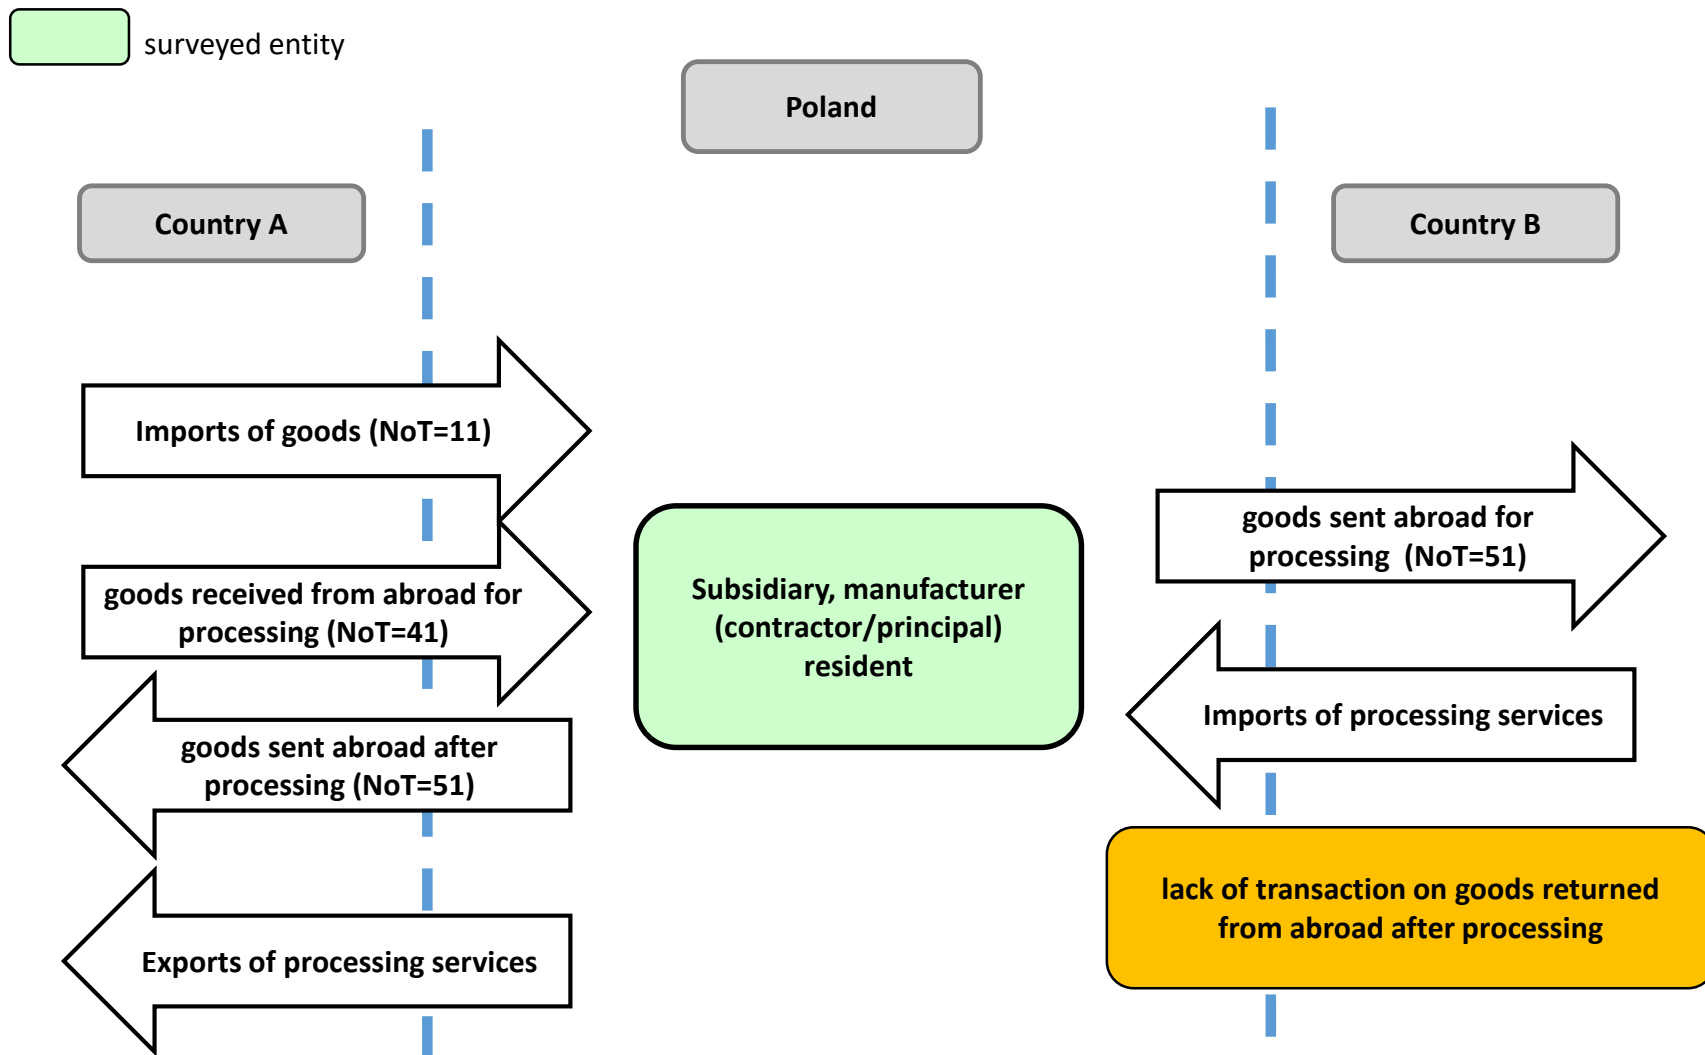 surveyed entity
Poland
Country A
Country B
Imports of goods (NoT=11)
goods received from abroad for
processing (NoT=41)
goods sent abroad after
processing (NoT=51)
Exports of processing services
Subsidiary, manufacturer
(contractor/principal)
resident
goods sent abroad for
processing  (NoT=51)
Imports of processing services
lack of transaction on goods returned
from abroad after processing